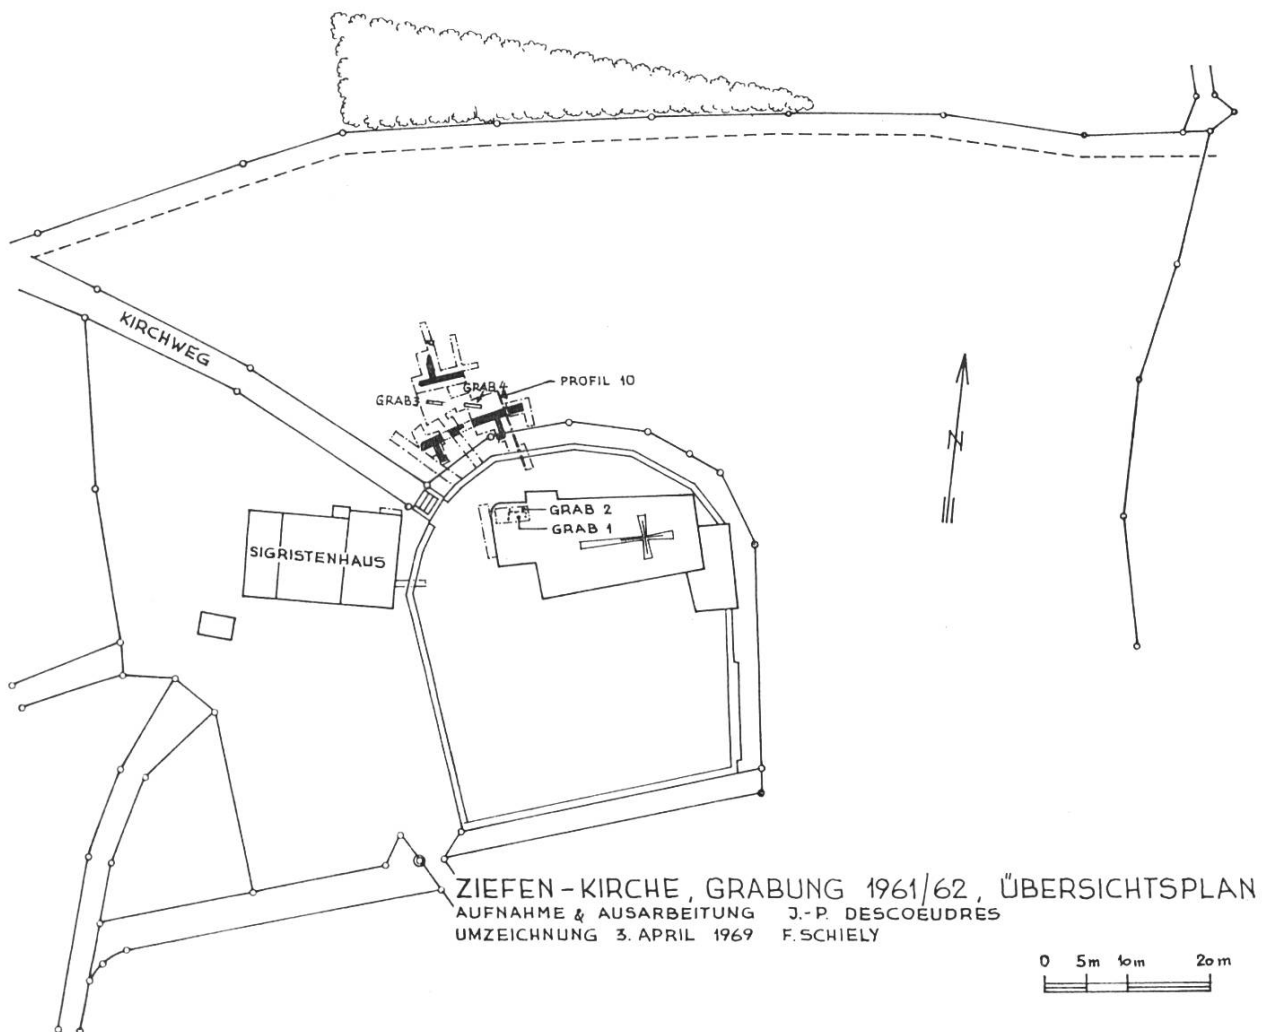 KIRCHWEG
GRAB 3
GRAB 4
PROFIL 10
GRAB 2
GRAB 1
SIGRISTENHAUS
N
ZIEFEN-KIRCHE, GRABUNG 1961/62, ÜBERSICHTSPLAN
AUFNAHME & AUSARBEITUNG J.-P. DESCOEUDRES
UMZEICHNUNG 3. APRIL 1969 F. SCHIELY
0 5m 10m 20m